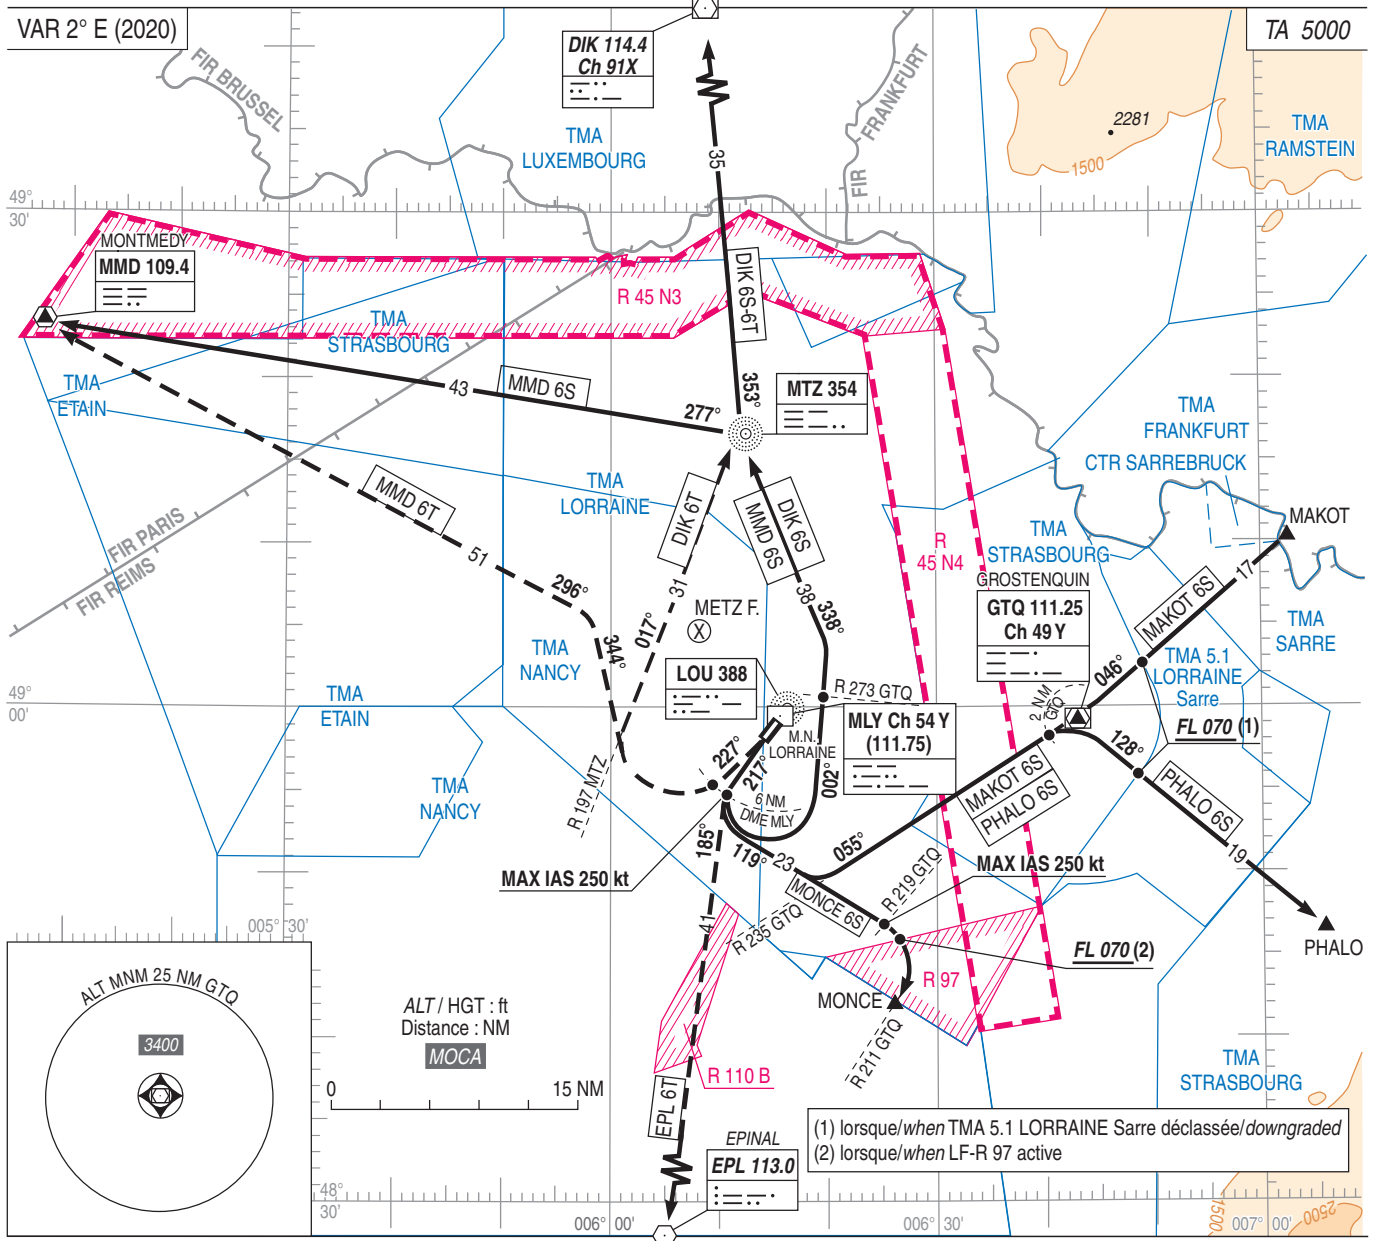 VAR 2° E (2020)
TA 5000
DIK 114.4
Ch 91X
FIR BRUSSEL
FRANKFURT
FIR
TMA
LUXEMBOURG
2281
1500
TMA
RAMSTEIN
49°
30'
35
MONTMEDY
MMD 109.4
R 45 N3
DIK 6S-6T
TMA
STRASBOURG
TMA
ETAIN
43
MMD 6S
277°
353°
MTZ 354
TMA
FRANKFURT
CTR SARREBRUCK
MAKOT
MMD 6T
TMA
LORRAINE
DIK 6T
DIK 6S
MMD 6S
FIR PARIS
FIR REIMS
51
296°
R
45 N4
TMA
STRASBOURG
GROSTENQUIN
GTQ 111.25
Ch 49 Y
17
MAKOT 6S
31
38
METZ F.
017°
338°
344°
TMA
NANCY
TMA
SARRE
TMA 5.1
LORRAINE
Sarre
046°
LOU 388
R 273 GTQ
49°
00'
TMA
ETAIN
2 NM
GTQ
MLY Ch 54 Y
(111.75)
M.N.
LORRAINE
FL 070 (1)
128°
227°
217°
002°
R 197 MTZ
TMA
NANCY
6 NM
DME MLY
MAKOT 6S
PHALO 6S
PHALO 6S
185°
119°
23
055°
19
MAX IAS 250 kt
MAX IAS 250 kt
MONCE 6S
R 219 GTQ
R 235 GTQ
41
005° 30'
FL 070 (2)
PHALO
R 97
MONCE
ALT MNM 25 NM GTQ
3400
ALT / HGT : ft
Distance : NM
MOCA
0
15 NM
R 211 GTQ
R 110 B
TMA
STRASBOURG
EPL 6T
(1) lorsque/when TMA 5.1 LORRAINE Sarre déclassée/downgraded
(2) lorsque/when LF-R 97 active
EPINAL
EPL 113.0
48°
30'
006° 00'
006° 30'
1500
007° 00'
2500